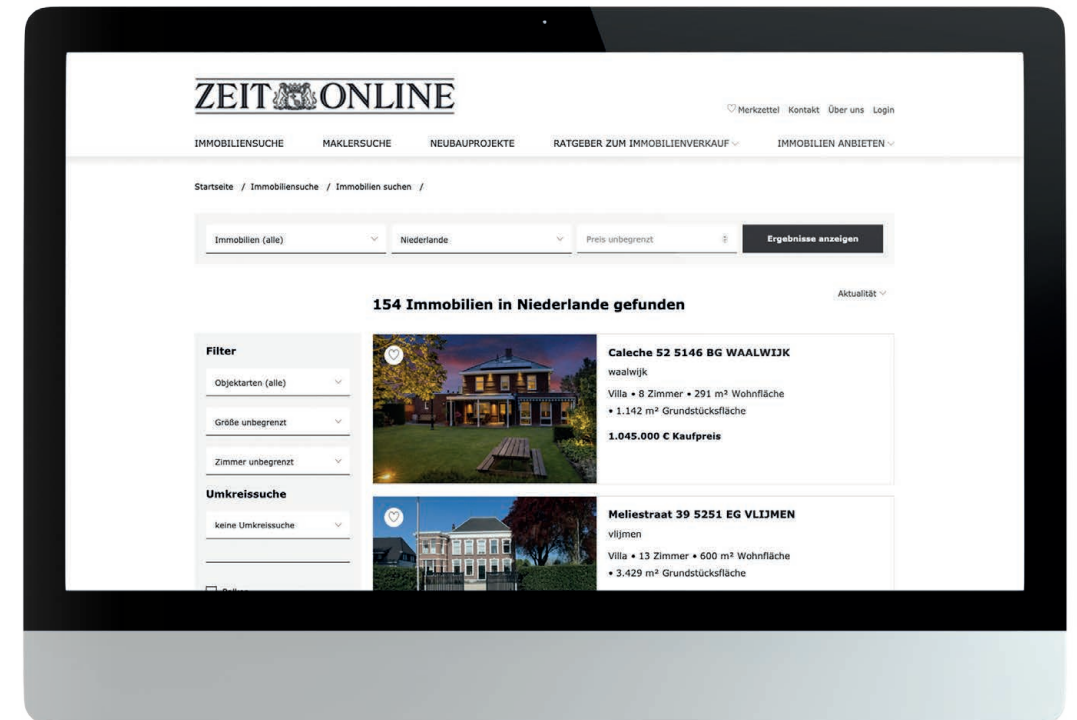 ZEIT ONLINE
Merkzettel Kontakt Über uns Login
IMMOBILIENSUCHE MAKLERSUCHE NEUBAUPROJEKTE RATGEBER ZUM IMMOBILIENVERKAUF IMMOBILIEN ANBIETEN
Startseite / Immobiliensuche / Immobilien suchen /
Immobilien (alle) Niederlande Preis unbegrenzt Ergebnisse anzeigen
Aktualität
154 Immobilien in Niederlande gefunden
Filter
Objektarten (alle)
Größe unbegrenzt
Zimmer unbegrenzt
Umkreissuche
keine Umkreissuche
Caleche 52 5146 BG WAALWIJK
waalwijk
Villa • 8 Zimmer • 291 m² Wohnfläche
• 1.142 m² Grundstücksfläche
1.045.000 € Kaufpreis
Meliestraat 39 5251 EG VLIJMEN
vlijmen
Villa • 13 Zimmer • 600 m² Wohnfläche
• 3.429 m² Grundstücksfläche